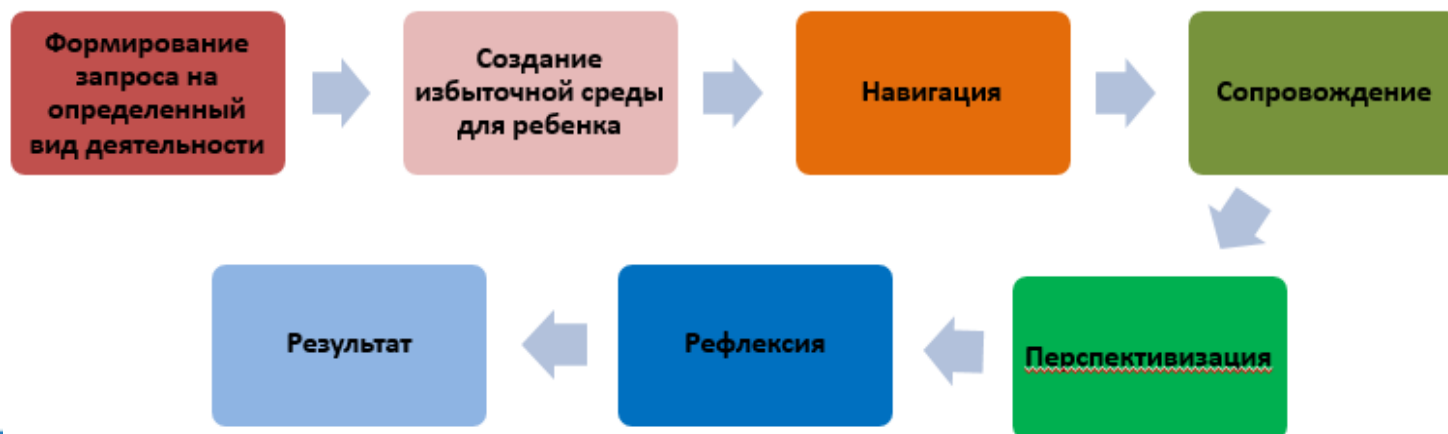 Формирование
запроса на
определенный
вид деятельности
Создание
избыточной среды
для ребенка
Навигация
Сопровождение
Перспективизация
Рефлексия
Результат